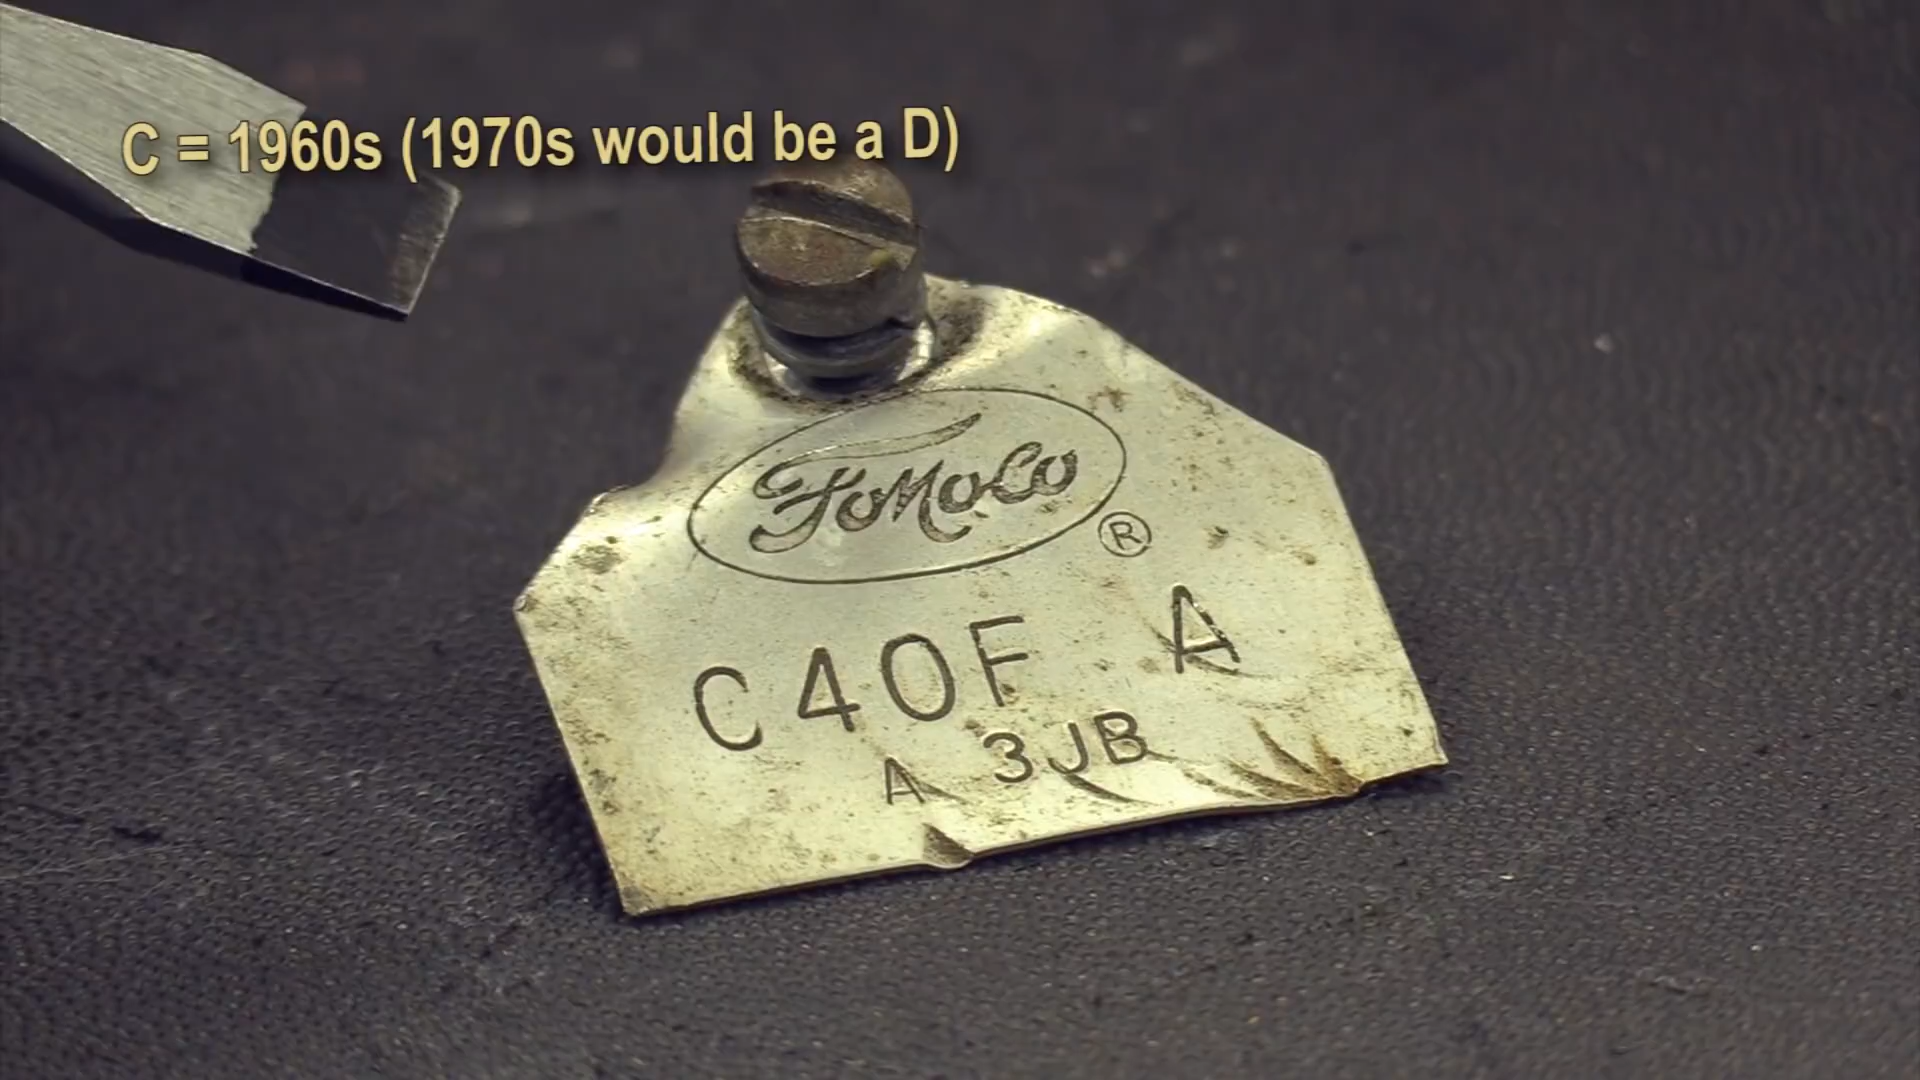 C = 1960s (1970s would be a D)
FoMoCo
®
C4OF A
A 3JB